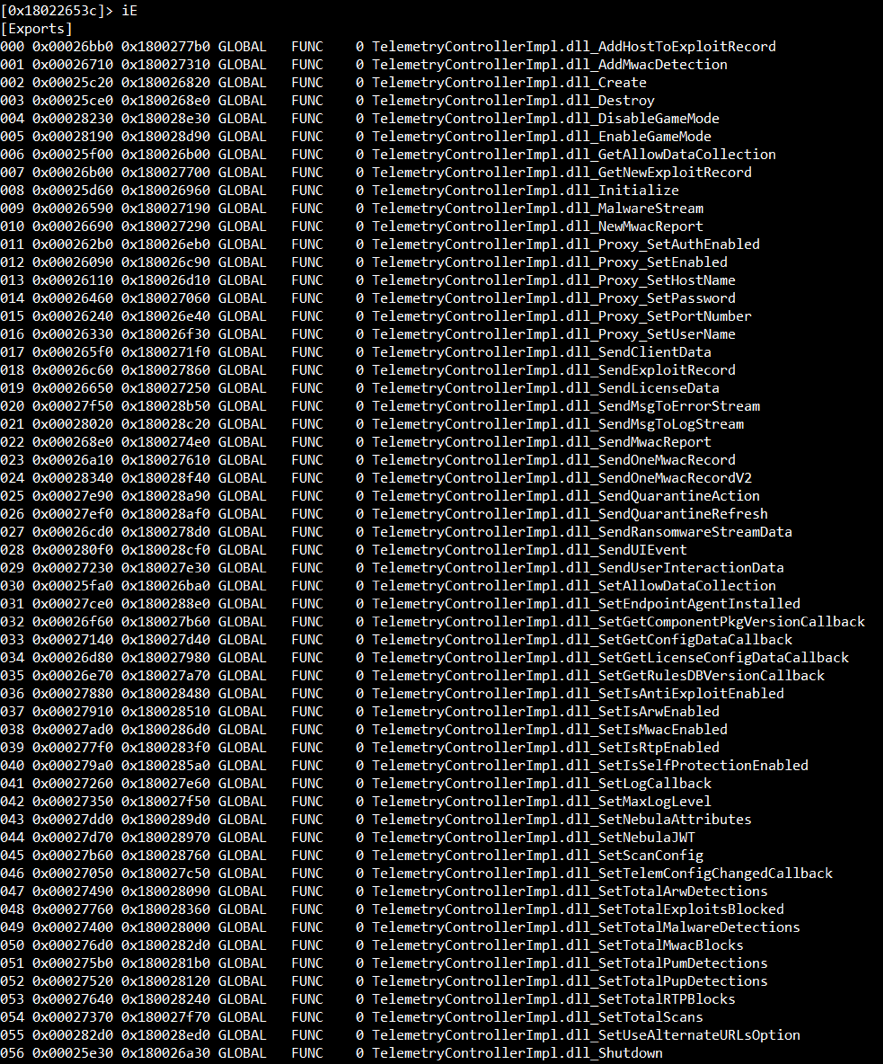 [0x18022653c]> iE
[Exports]
000 0x00026bb0 0x1800277b0 GLOBAL   FUNC    0 TelemetryControllerImpl.dll_AddHostToExploitRecord
001 0x00026710 0x180027310 GLOBAL   FUNC    0 TelemetryControllerImpl.dll_AddMwacDetection
002 0x00025c20 0x180026820 GLOBAL   FUNC    0 TelemetryControllerImpl.dll_Create
003 0x00025ce0 0x1800268e0 GLOBAL   FUNC    0 TelemetryControllerImpl.dll_Destroy
004 0x00028230 0x180028e30 GLOBAL   FUNC    0 TelemetryControllerImpl.dll_DisableGameMode
005 0x00028190 0x180028d90 GLOBAL   FUNC    0 TelemetryControllerImpl.dll_EnableGameMode
006 0x00025f00 0x180026b00 GLOBAL   FUNC    0 TelemetryControllerImpl.dll_GetAllowDataCollection
007 0x00026b00 0x180027700 GLOBAL   FUNC    0 TelemetryControllerImpl.dll_GetNewExploitRecord
008 0x00025d60 0x180026960 GLOBAL   FUNC    0 TelemetryControllerImpl.dll_Initialize
009 0x00026590 0x180027190 GLOBAL   FUNC    0 TelemetryControllerImpl.dll_MalwareStream
010 0x00026690 0x180027290 GLOBAL   FUNC    0 TelemetryControllerImpl.dll_NewMwacReport
011 0x000262b0 0x180026eb0 GLOBAL   FUNC    0 TelemetryControllerImpl.dll_Proxy_SetAuthEnabled
012 0x00026090 0x180026c90 GLOBAL   FUNC    0 TelemetryControllerImpl.dll_Proxy_SetEnabled
013 0x00026110 0x180026d10 GLOBAL   FUNC    0 TelemetryControllerImpl.dll_Proxy_SetHostName
014 0x00026460 0x180027060 GLOBAL   FUNC    0 TelemetryControllerImpl.dll_Proxy_SetPassword
015 0x00026240 0x180026e40 GLOBAL   FUNC    0 TelemetryControllerImpl.dll_Proxy_SetPortNumber
016 0x00026330 0x180026f30 GLOBAL   FUNC    0 TelemetryControllerImpl.dll_Proxy_SetUserName
017 0x000265f0 0x1800271f0 GLOBAL   FUNC    0 TelemetryControllerImpl.dll_SendClientData
018 0x00026c60 0x180027860 GLOBAL   FUNC    0 TelemetryControllerImpl.dll_SendExploitRecord
019 0x00026650 0x180027250 GLOBAL   FUNC    0 TelemetryControllerImpl.dll_SendLicenseData
020 0x00027f50 0x180028b50 GLOBAL   FUNC    0 TelemetryControllerImpl.dll_SendMsgToErrorStream
021 0x00028020 0x180028c20 GLOBAL   FUNC    0 TelemetryControllerImpl.dll_SendMsgToLogStream
022 0x000268e0 0x1800274e0 GLOBAL   FUNC    0 TelemetryControllerImpl.dll_SendMwacReport
023 0x00026a10 0x180027610 GLOBAL   FUNC    0 TelemetryControllerImpl.dll_SendOneMwacRecord
024 0x00028340 0x180028f40 GLOBAL   FUNC    0 TelemetryControllerImpl.dll_SendOneMwacRecordV2
025 0x00027e90 0x180028a90 GLOBAL   FUNC    0 TelemetryControllerImpl.dll_SendQuarantineAction
026 0x00027ef0 0x180028af0 GLOBAL   FUNC    0 TelemetryControllerImpl.dll_SendQuarantineRefresh
027 0x00026cd0 0x1800278d0 GLOBAL   FUNC    0 TelemetryControllerImpl.dll_SendRansomwareStreamData
028 0x000280f0 0x180028cf0 GLOBAL   FUNC    0 TelemetryControllerImpl.dll_SendUIEvent
029 0x00027230 0x180027e30 GLOBAL   FUNC    0 TelemetryControllerImpl.dll_SendUserInteractionData
030 0x00025fa0 0x180026ba0 GLOBAL   FUNC    0 TelemetryControllerImpl.dll_SetAllowDataCollection
031 0x00027ce0 0x1800288e0 GLOBAL   FUNC    0 TelemetryControllerImpl.dll_SetEndpointAgentInstalled
032 0x00026f60 0x180027b60 GLOBAL   FUNC    0 TelemetryControllerImpl.dll_SetGetComponentPkgVersionCallback
033 0x00027140 0x180027d40 GLOBAL   FUNC    0 TelemetryControllerImpl.dll_SetGetConfigDataCallback
034 0x00026d80 0x180027980 GLOBAL   FUNC    0 TelemetryControllerImpl.dll_SetGetLicenseConfigDataCallback
035 0x00026e70 0x180027a70 GLOBAL   FUNC    0 TelemetryControllerImpl.dll_SetGetRulesDBVersionCallback
036 0x00027880 0x180028480 GLOBAL   FUNC    0 TelemetryControllerImpl.dll_SetIsAntiExploitEnabled
037 0x00027910 0x180028510 GLOBAL   FUNC    0 TelemetryControllerImpl.dll_SetIsArwEnabled
038 0x00027ad0 0x1800286d0 GLOBAL   FUNC    0 TelemetryControllerImpl.dll_SetIsMwacEnabled
039 0x000277f0 0x1800283f0 GLOBAL   FUNC    0 TelemetryControllerImpl.dll_SetIsRtpEnabled
040 0x000279a0 0x1800285a0 GLOBAL   FUNC    0 TelemetryControllerImpl.dll_SetIsSelfProtectionEnabled
041 0x00027260 0x180027e60 GLOBAL   FUNC    0 TelemetryControllerImpl.dll_SetLogCallback
042 0x00027350 0x180027f50 GLOBAL   FUNC    0 TelemetryControllerImpl.dll_SetMaxLogLevel
043 0x00027dd0 0x1800289d0 GLOBAL   FUNC    0 TelemetryControllerImpl.dll_SetNebulaAttributes
044 0x00027d70 0x180028970 GLOBAL   FUNC    0 TelemetryControllerImpl.dll_SetNebulaJWT
045 0x00027b60 0x180028760 GLOBAL   FUNC    0 TelemetryControllerImpl.dll_SetScanConfig
046 0x00027050 0x180027c50 GLOBAL   FUNC    0 TelemetryControllerImpl.dll_SetTelemConfigChangedCallback
047 0x00027490 0x180028090 GLOBAL   FUNC    0 TelemetryControllerImpl.dll_SetTotalArwDetections
048 0x00027760 0x180028360 GLOBAL   FUNC    0 TelemetryControllerImpl.dll_SetTotalExploitsBlocked
049 0x00027400 0x180028000 GLOBAL   FUNC    0 TelemetryControllerImpl.dll_SetTotalMalwareDetections
050 0x000276d0 0x1800282d0 GLOBAL   FUNC    0 TelemetryControllerImpl.dll_SetTotalMwacBlocks
051 0x000275b0 0x1800281b0 GLOBAL   FUNC    0 TelemetryControllerImpl.dll_SetTotalPumDetections
052 0x00027520 0x180028120 GLOBAL   FUNC    0 TelemetryControllerImpl.dll_SetTotalPupDetections
053 0x00027640 0x180028240 GLOBAL   FUNC    0 TelemetryControllerImpl.dll_SetTotalRTPBlocks
054 0x00027370 0x180027f70 GLOBAL   FUNC    0 TelemetryControllerImpl.dll_SetTotalScans
055 0x000282d0 0x180028ed0 GLOBAL   FUNC    0 TelemetryControllerImpl.dll_SetUseAlternateURLsOption
056 0x00025e30 0x180026a30 GLOBAL   FUNC    0 TelemetryControllerImpl.dll_Shutdown